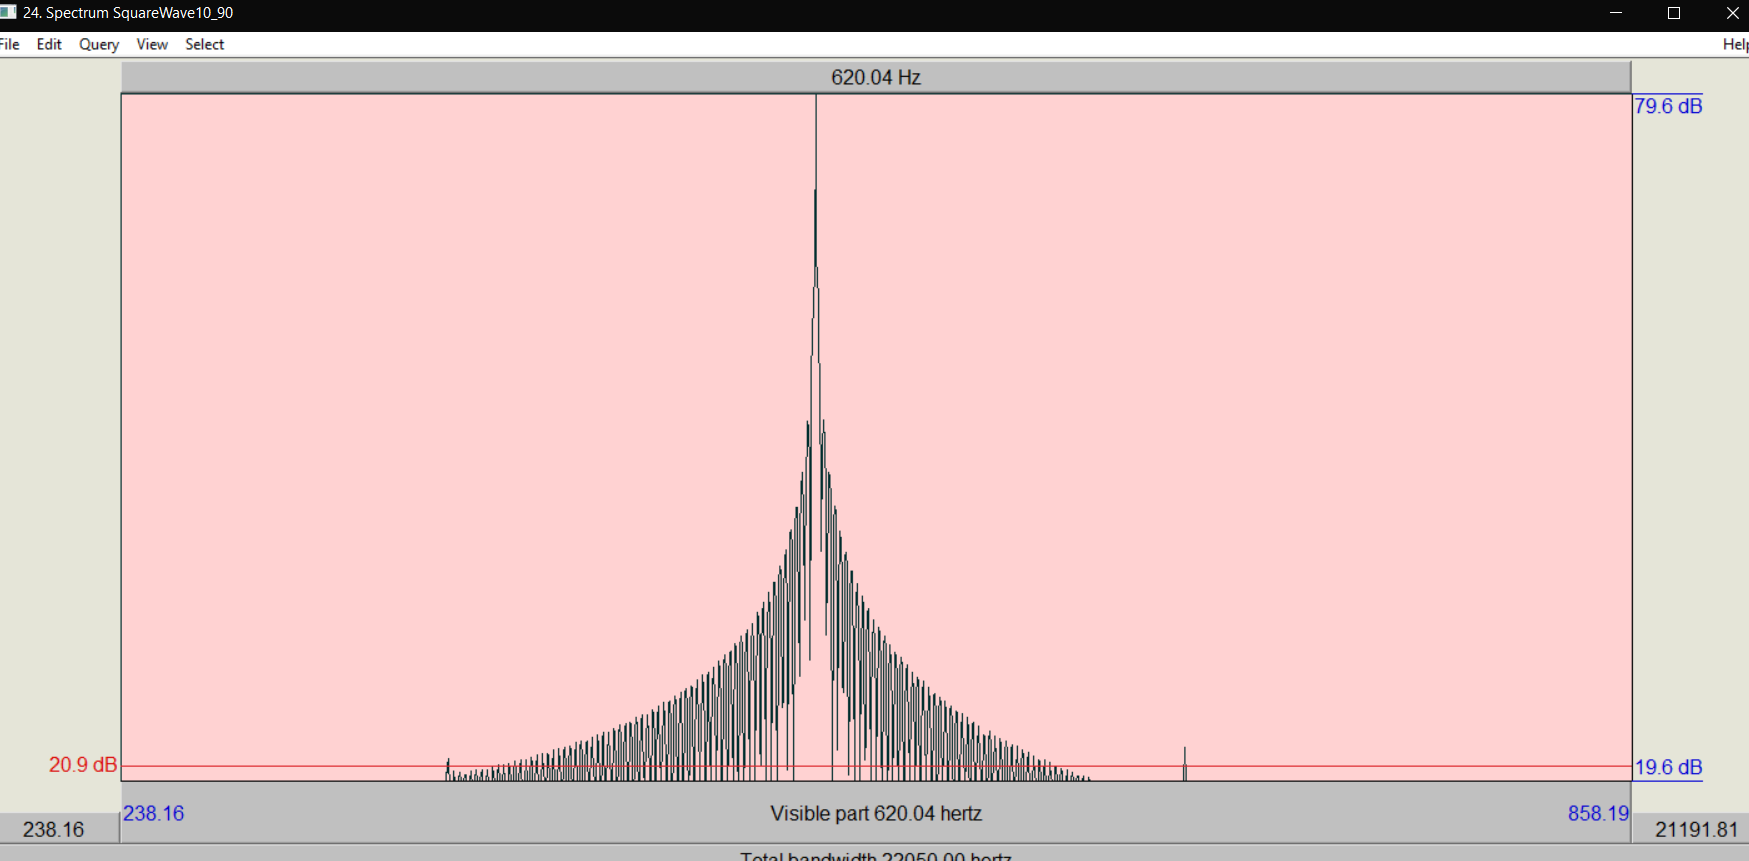 24. Spectrum SquareWave10_90
File Edit Query View Select Help
620.04 Hz
79.6 dB
20.9 dB
19.6 dB
238.16 Visible part 620.04 hertz 858.19
238.16 21191.81
Total bandwidth 22050.00 hertz